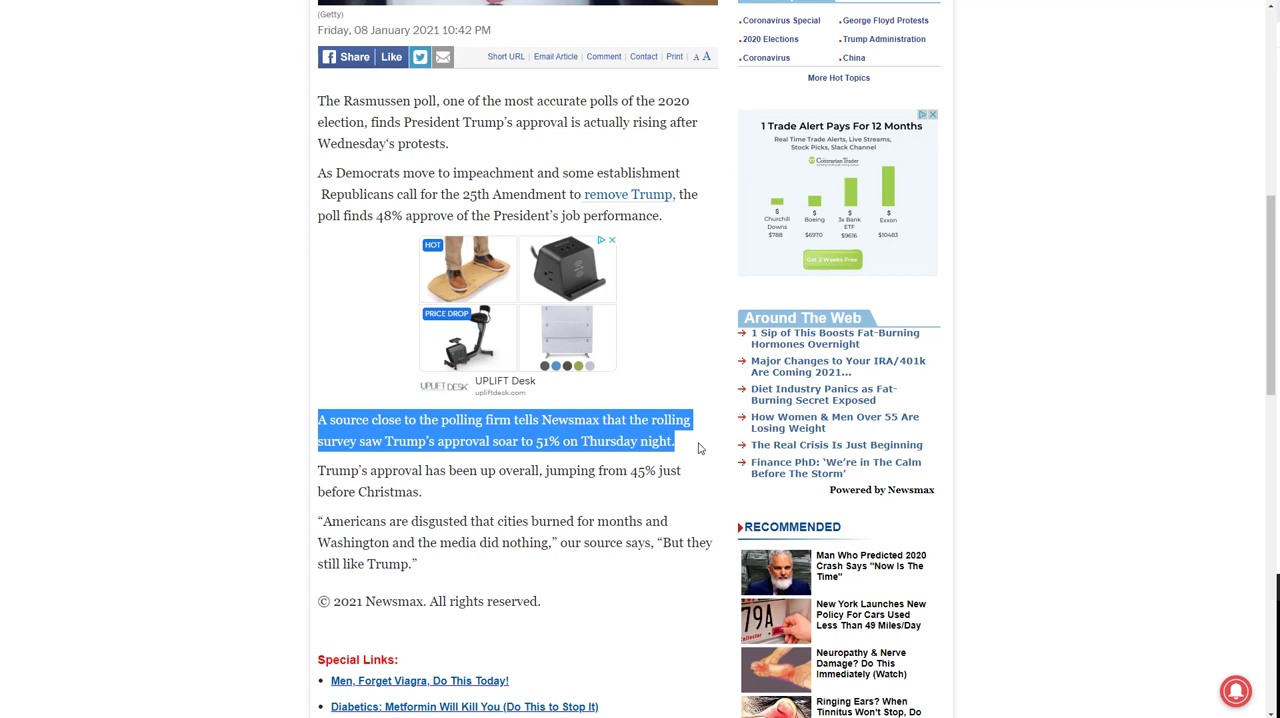 (Getty)
Friday, 08 January 2021 10:42 PM
Share Like
Short URL | Email Article | Comment | Contact | Print | A A
The Rasmussen poll, one of the most accurate polls of the 2020
election, finds President Trump's approval is actually rising after
Wednesday's protests.
As Democrats move to impeachment and some establishment
Republicans call for the 25th Amendment to remove Trump, the
poll finds 48% approve of the President's job performance.
HOT
PRICE DROP
UPLIFT DESK
UPLIFT Desk
upliftdesk.com
A source close to the polling firm tells Newsmax that the rolling
survey saw Trump's approval soar to 51% on Thursday night.
Trump's approval has been up overall, jumping from 45% just
before Christmas.
“Americans are disgusted that cities burned for months and
Washington and the media did nothing,” our source says, “But they
still like Trump.”
© 2021 Newsmax. All rights reserved.
Special Links:
• Men, Forget Viagra, Do This Today!
• Diabetics: Metformin Will Kill You (Do This to Stop It)
Coronavirus Special
George Floyd Protests
2020 Elections
Trump Administration
Coronavirus
China
More Hot Topics
1 Trade Alert Pays For 12 Months
Real Time Trade Alerts, Live Streams,
Stock Picks, Slack Channel
Contrarian Trader
$ Churchill Downs $788
$ Boeing $6970
$ 3x Bank ETF $9616
$ Exxon $10483
Get 2 Weeks Free
Around The Web
1 Sip of This Boosts Fat-Burning
Hormones Overnight
Major Changes to Your IRA/401k
Are Coming 2021...
Diet Industry Panics as Fat-
Burning Secret Exposed
How Women & Men Over 55 Are
Losing Weight
The Real Crisis Is Just Beginning
Finance PhD: 'We're in The Calm
Before The Storm'
Powered by Newsmax
RECOMMENDED
Man Who Predicted 2020
Crash Says "Now Is The
Time"
79A
New York Launches New
Policy For Cars Used
Less Than 49 Miles/Day
Neuropathy & Nerve
Damage? Do This
Immediately (Watch)
Ringing Ears? When
Tinnitus Won't Stop, Do